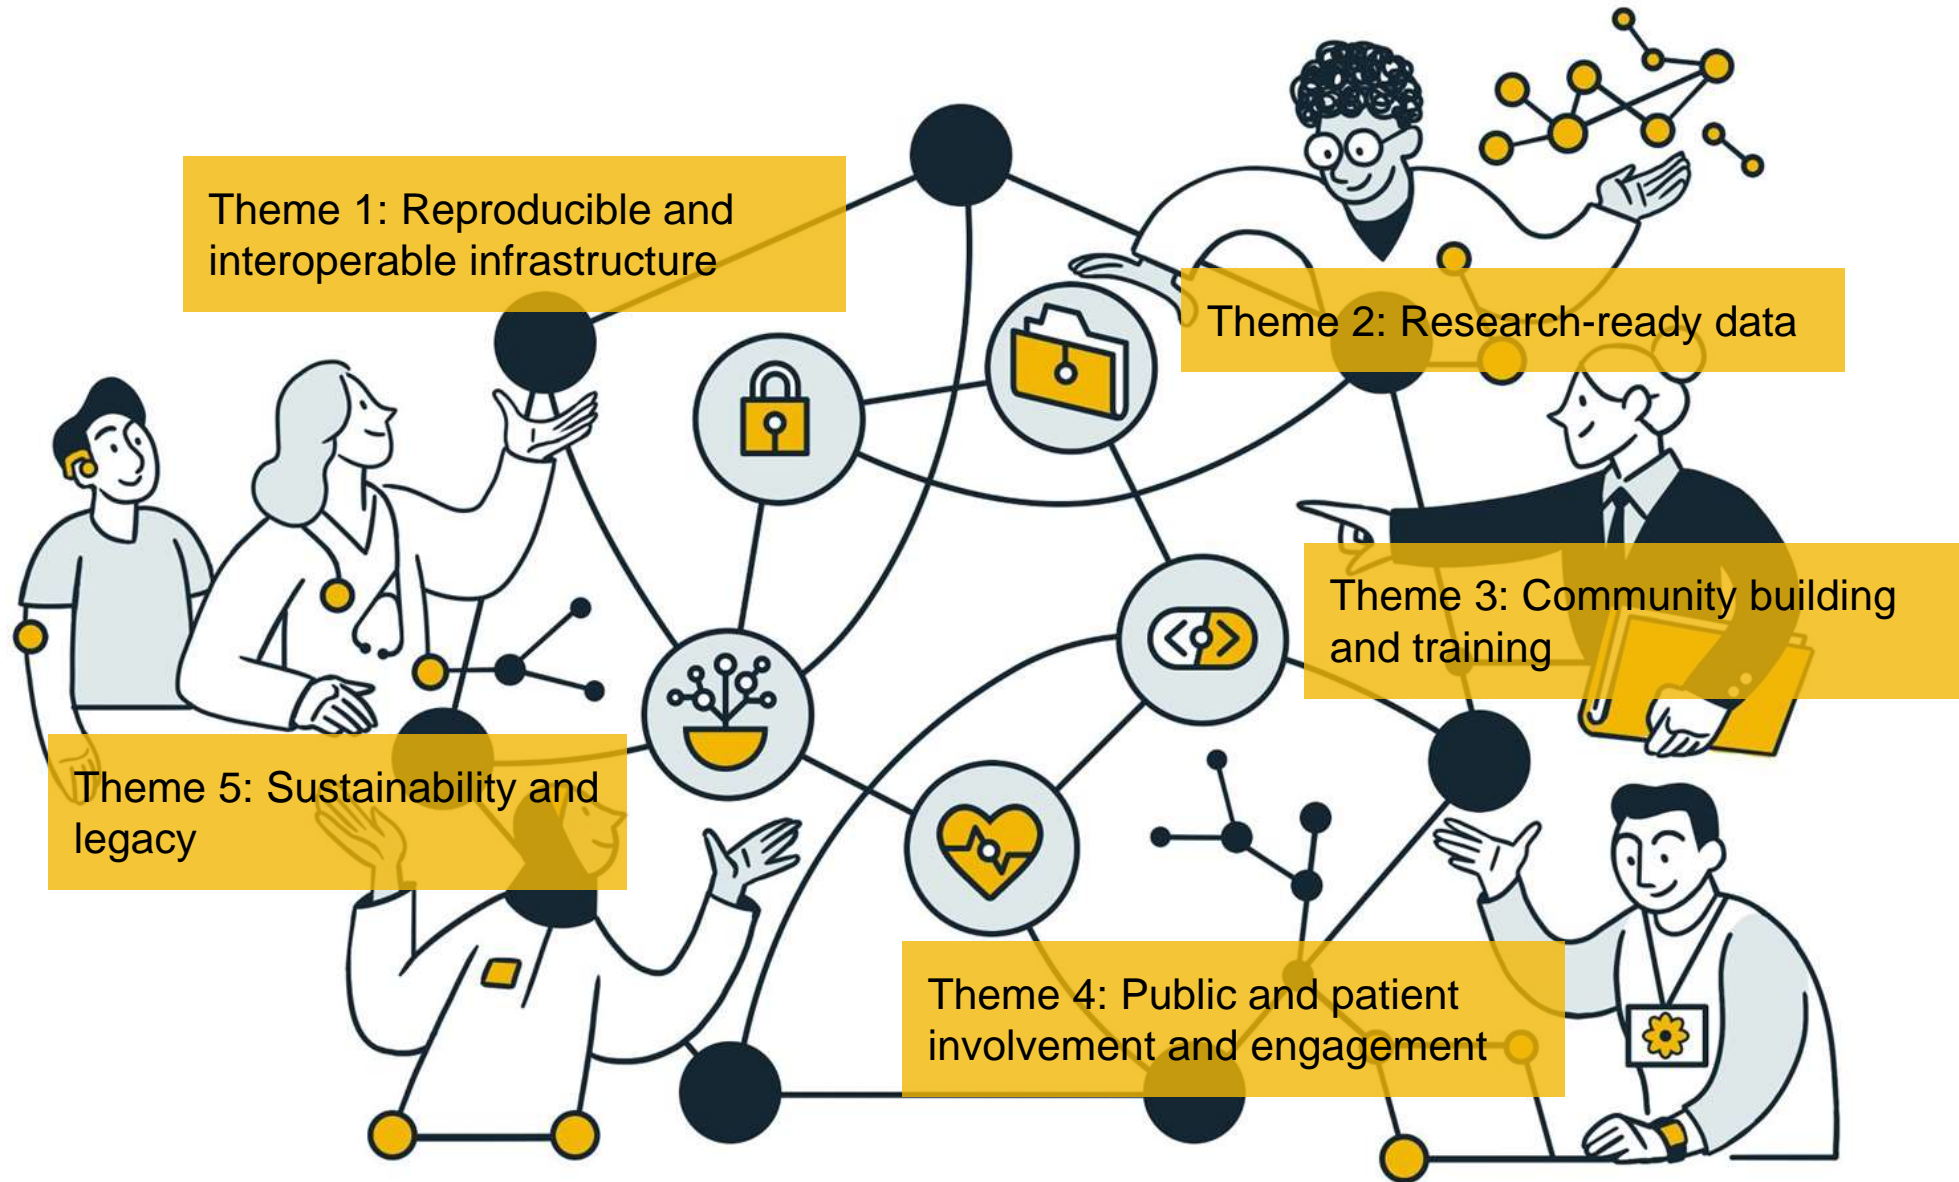 Theme 1: Reproducible and
interoperable infrastructure
Theme 2: Research-ready data
Theme 3: Community building
and training
Theme 5: Sustainability and
legacy
Theme 4: Public and patient
involvement and engagement